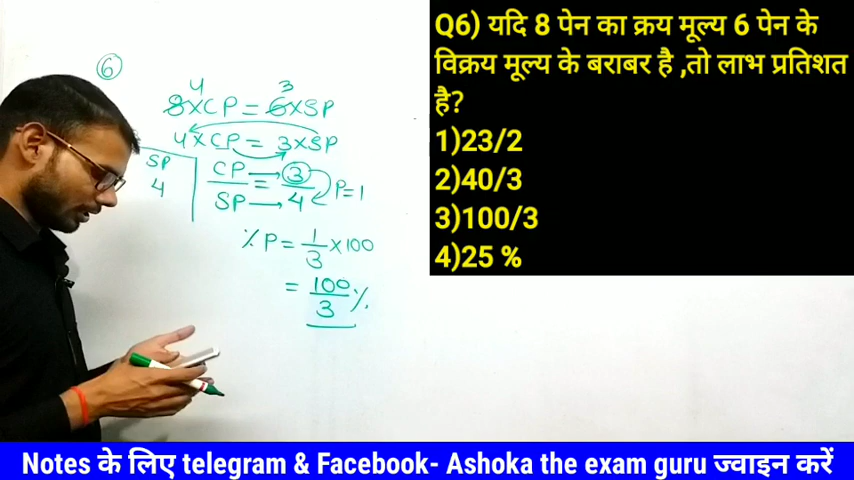 Q6) यदि 8 पेन का क्रय मूल्य 6 पेन के
विक्रय मूल्य के बराबर है ,तो लाभ प्रतिशत
है?
1)23/2
2)40/3
3)100/3
4)25 %
6
4 3
8×CP = 6×SP
4×CP = 3×SP
SP
4
CP → 3
SP → 4
=
P=1
% P = 1/3 × 100
= 100/3 %
Notes के लिए telegram & Facebook- Ashoka the exam guru ज्वाइन करें